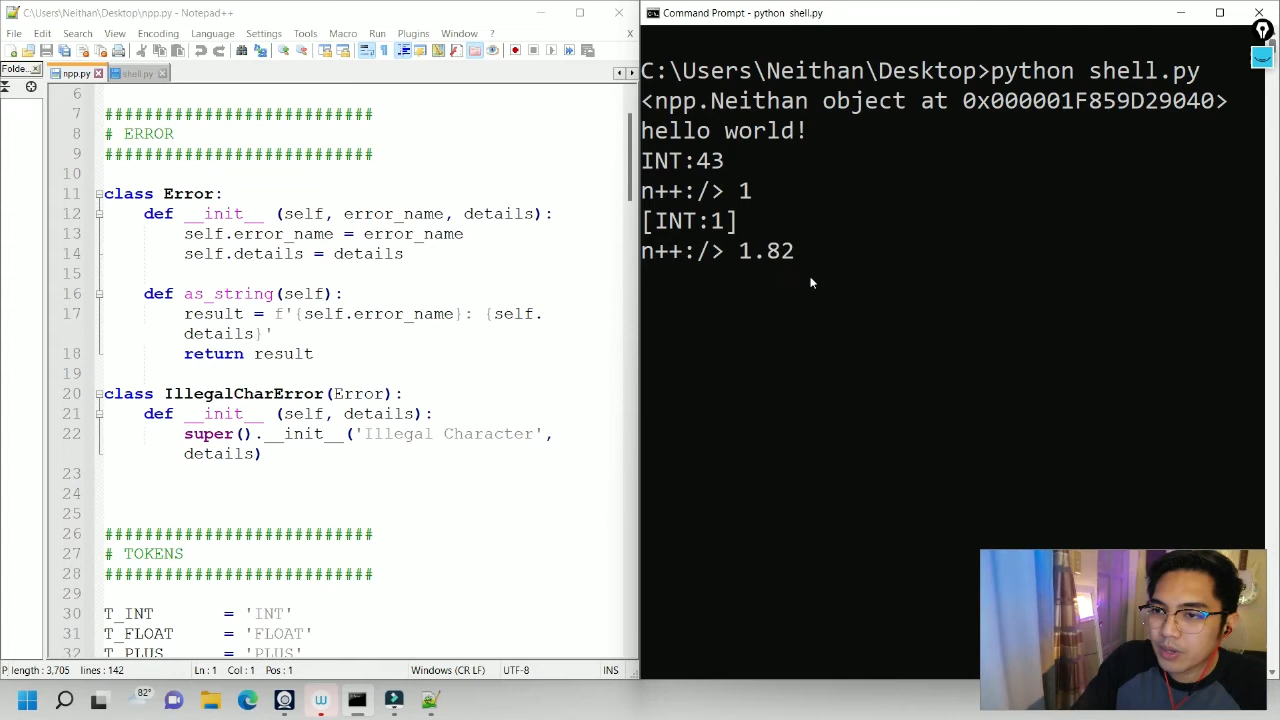 C:\Users\Neithan\Desktop\npp.py - Notepad++
File Edit Search View Encoding Language Settings Tools Macro Run Plugins Window ? X
Folde...
npp.py
shell.py
6
7 ###########################
8 # ERROR
9 ###########################
10
11 class Error:
12 def __init__ (self, error_name, details):
13 self.error_name = error_name
14 self.details = details
15
16 def as_string(self):
17 result = f'{self.error_name}: {self.
details}'
18 return result
19
20 class IllegalCharError(Error):
21 def __init__ (self, details):
22 super().__init__('Illegal Character',
details)
23
24
25
26 ###########################
27 # TOKENS
28 ###########################
29
30 T_INT = 'INT'
31 T_FLOAT = 'FLOAT'
32 T_PLUS = 'PLUS'
P length : 3,705 lines : 142 Ln : 1 Col : 1 Pos : 1 Windows (CR LF) UTF-8 INS
Command Prompt - python shell.py
C:\Users\Neithan\Desktop>python shell.py
<npp.Neithan object at 0x000001F859D29040>
hello world!
INT:43
n++:/> 1
[INT:1]
n++:/> 1.82
82°